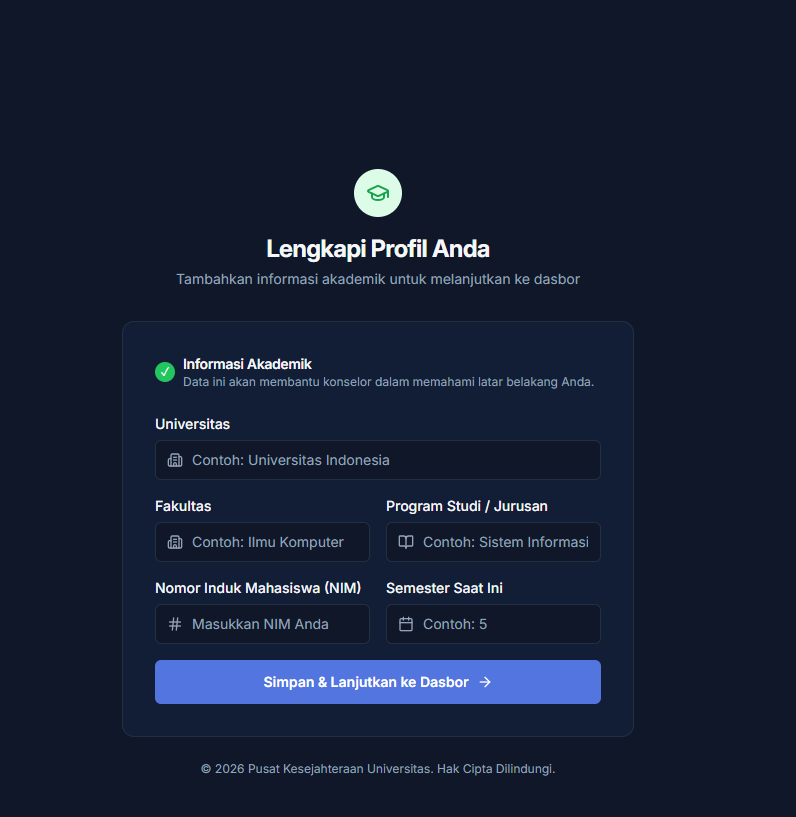 Lengkapi Profil Anda
Tambahkan informasi akademik untuk melanjutkan ke dasbor
Informasi Akademik
Data ini akan membantu konselor dalam memahami latar belakang Anda.
Universitas
Contoh: Universitas Indonesia
Fakultas
Program Studi / Jurusan
Contoh: Ilmu Komputer
Contoh: Sistem Informasi
Nomor Induk Mahasiswa (NIM)
Semester Saat Ini
Masukkan NIM Anda
Contoh: 5
Simpan & Lanjutkan ke Dasbor →
© 2026 Pusat Kesejahteraan Universitas. Hak Cipta Dilindungi.